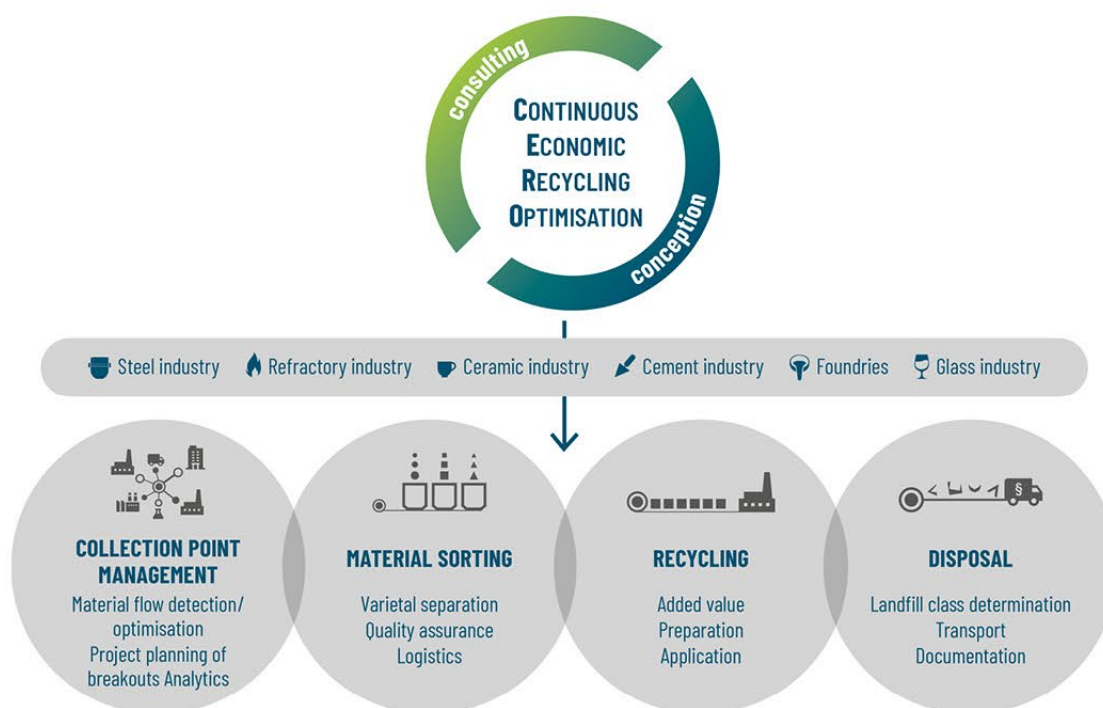 consulting
CONTINUOUS
ECONOMIC
RECYCLING
OPTIMISATION
conception
Steel industry Refractory industry Ceramic industry Cement industry Foundries Glass industry
COLLECTION POINT
MANAGEMENT
Material flow detection/
optimisation
Project planning of
breakouts Analytics
MATERIAL SORTING
Varietal separation
Quality assurance
Logistics
RECYCLING
Added value
Preparation
Application
§
DISPOSAL
Landfill class determination
Transport
Documentation